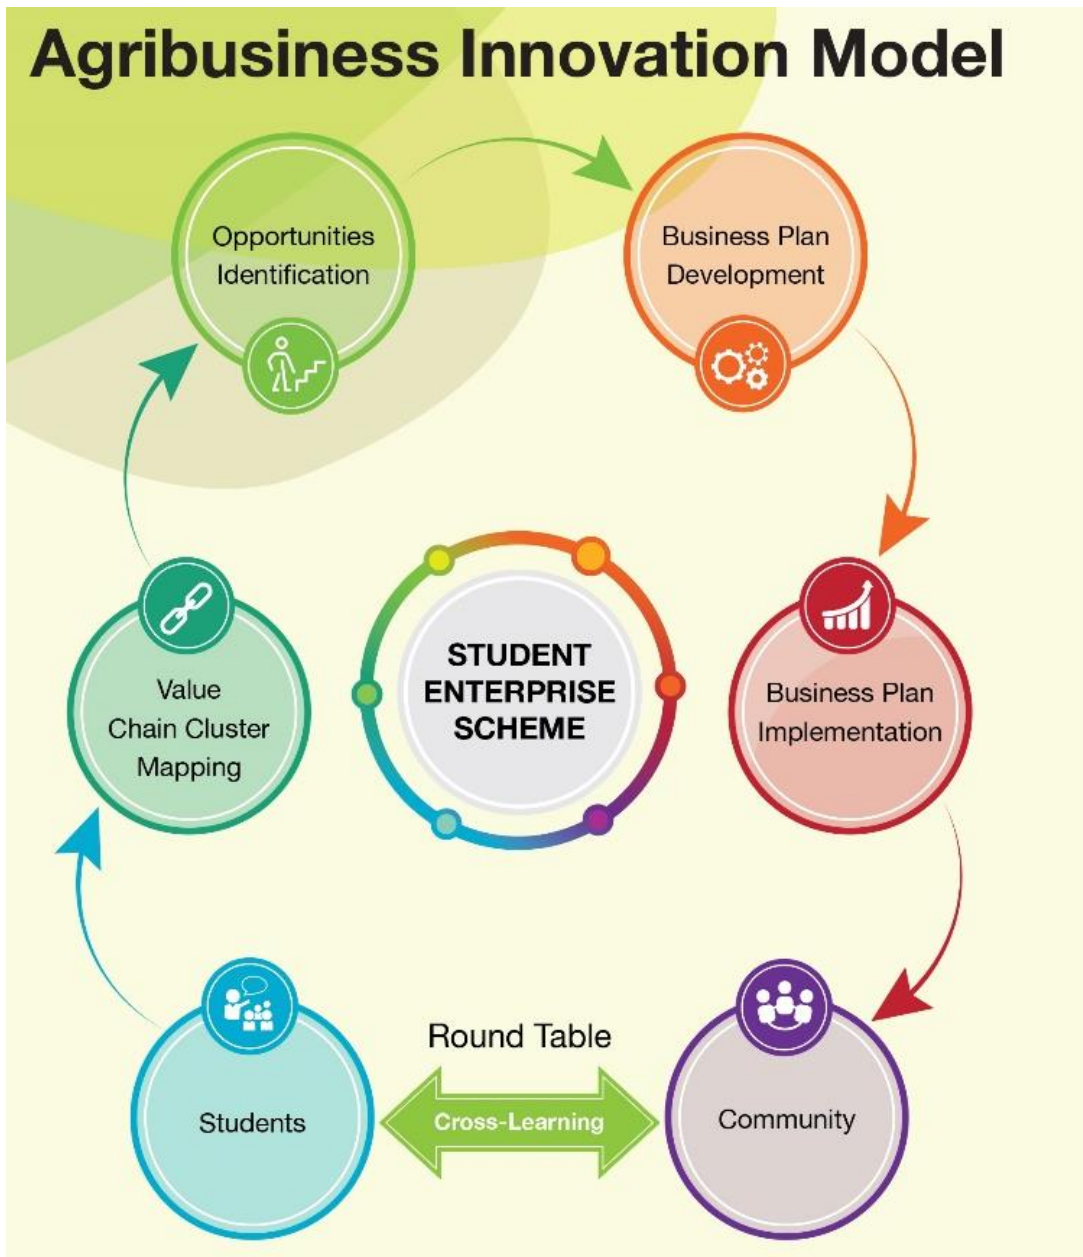 Agribusiness Innovation Model
Opportunities
Identification
Business Plan
Development
Value
Chain Cluster
Mapping
STUDENT
ENTERPRISE
SCHEME
Business Plan
Implementation
Students
Round Table
Cross-Learning
Community